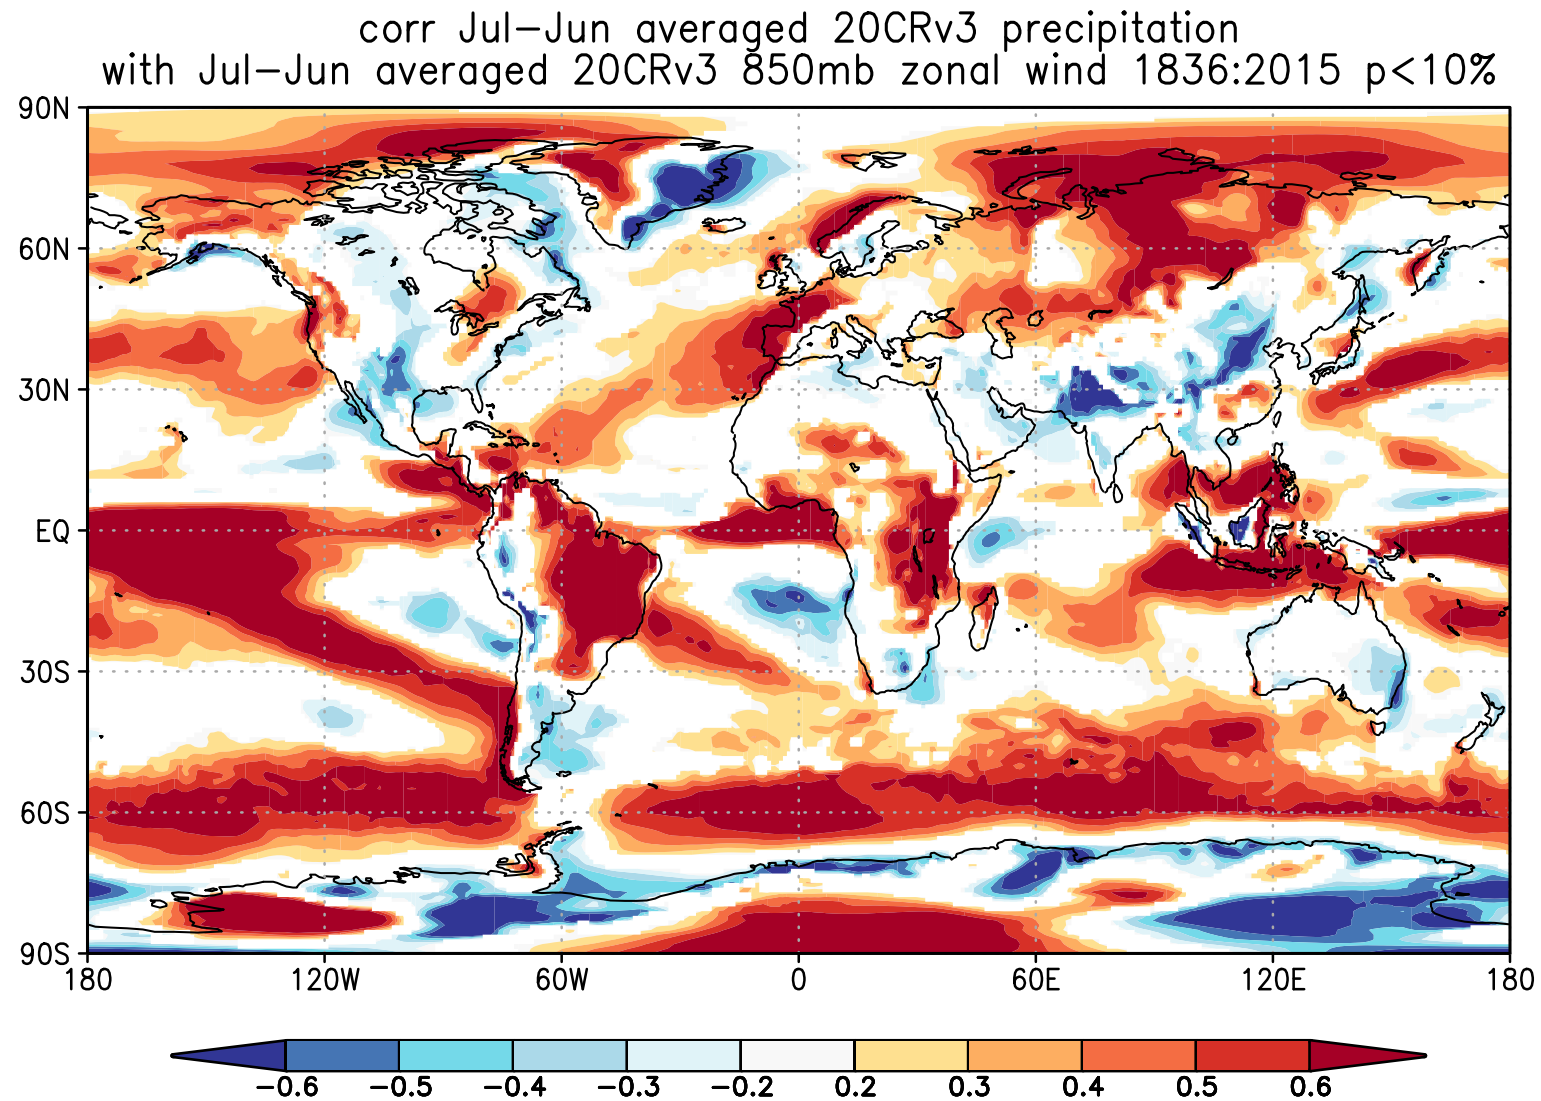 corr Jul-Jun averaged 20CRv3 precipitation
with Jul-Jun averaged 20CRv3 850mb zonal wind 1836:2015 p<10%
90N
60N
30N
EQ
30S
60S
90S
180 120W 60W 0 60E 120E 180
-0.6 -0.5 -0.4 -0.3 -0.2 0.2 0.3 0.4 0.5 0.6